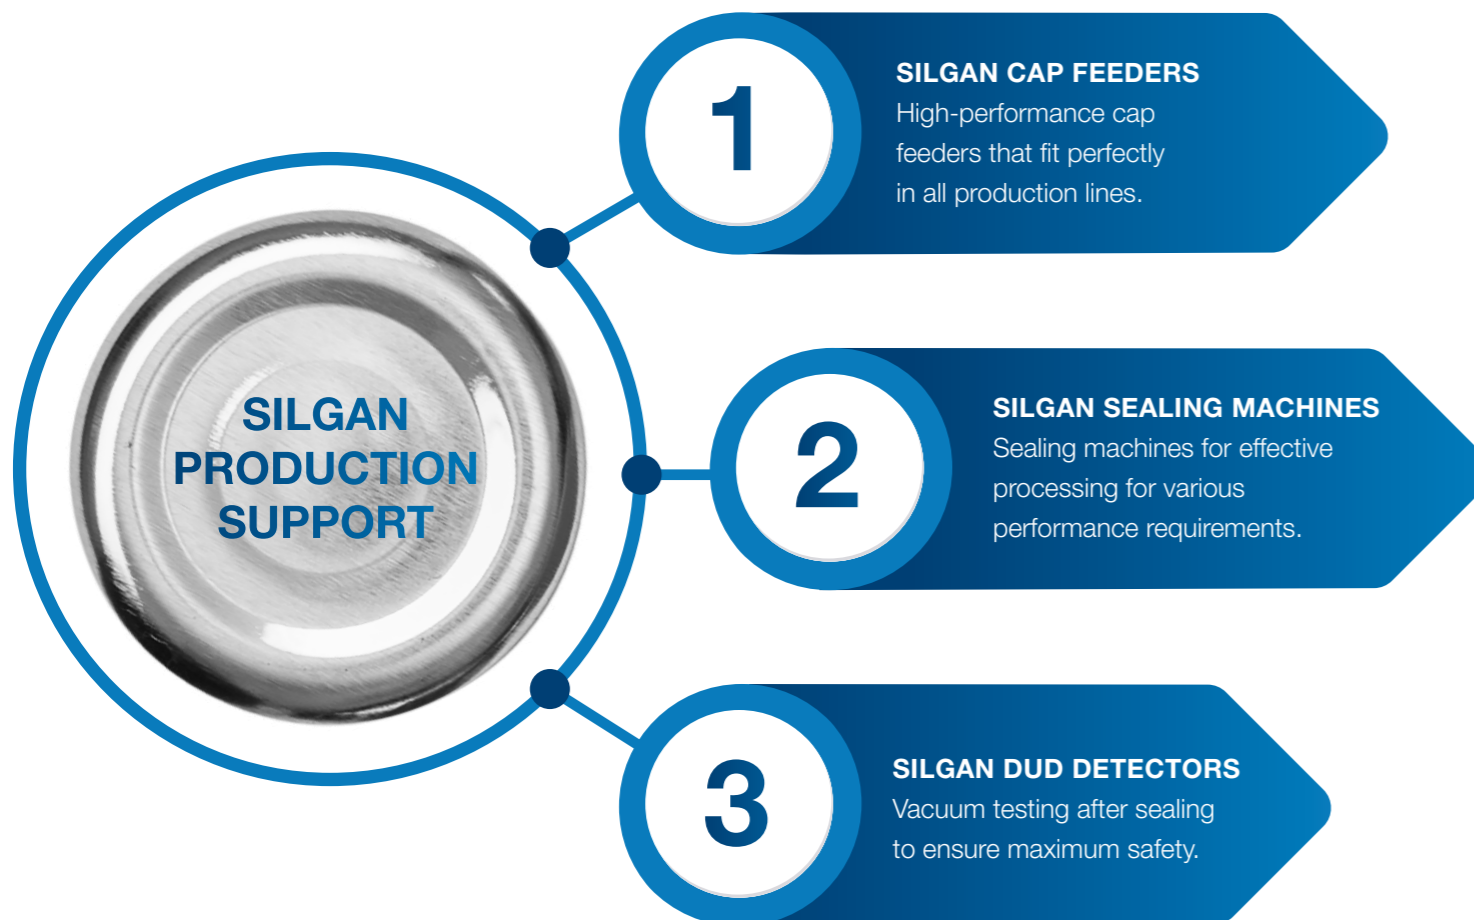 SILGAN
PRODUCTION
SUPPORT
1
SILGAN CAP FEEDERS
High-performance cap
feeders that fit perfectly
in all production lines.
2
SILGAN SEALING MACHINES
Sealing machines for effective
processing for various
performance requirements.
3
SILGAN DUD DETECTORS
Vacuum testing after sealing
to ensure maximum safety.